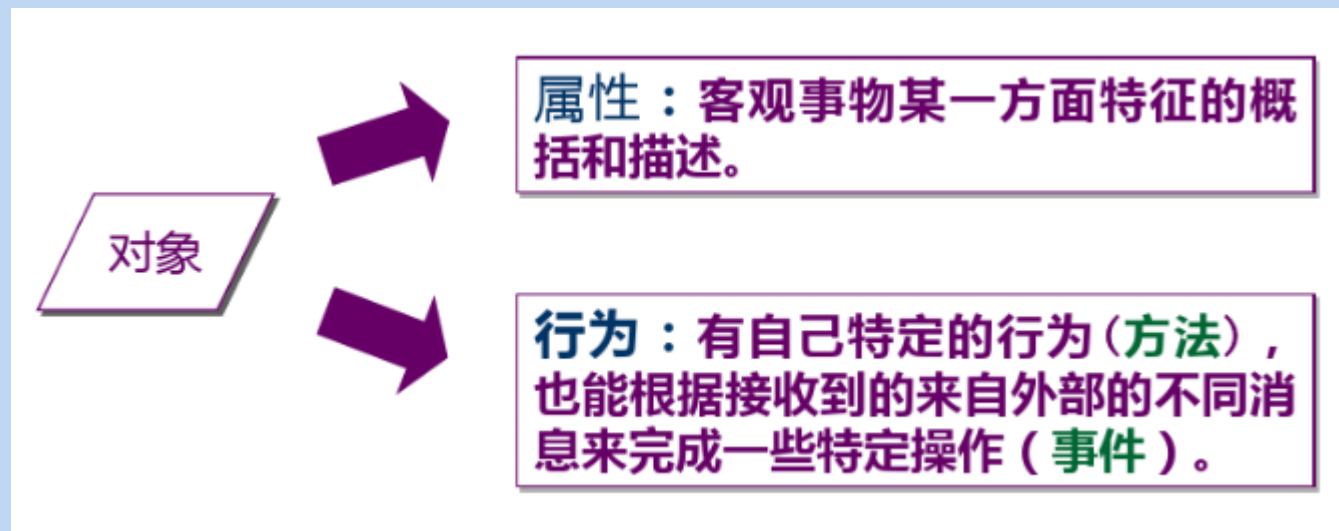 属性：客观事物某一方面特征的概
括和描述。
对象
行为：有自己特定的行为（方法），
也能根据接收到的来自外部的不同消
息来完成一些特定操作（事件）。